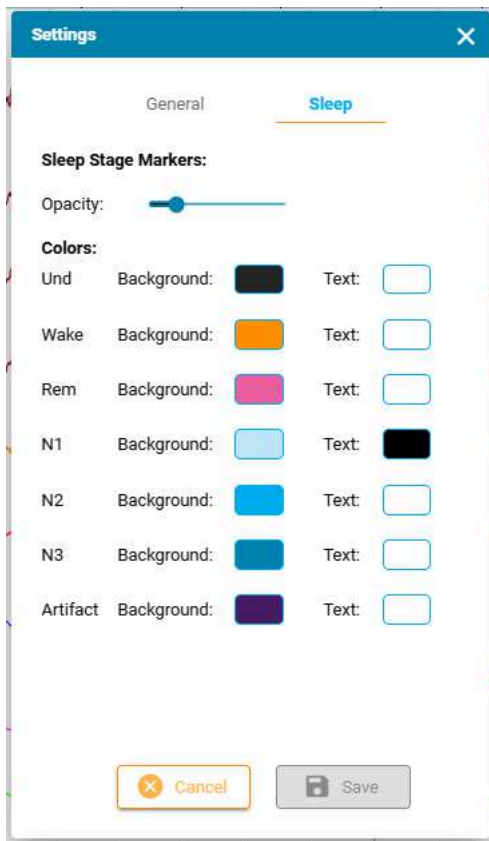 Settings
General Sleep
Sleep Stage Markers:
Opacity:
Colors:
Und Background: Text:
Wake Background: Text:
Rem Background: Text:
N1 Background: Text:
N2 Background: Text:
N3 Background: Text:
Artifact Background: Text:
Cancel Save